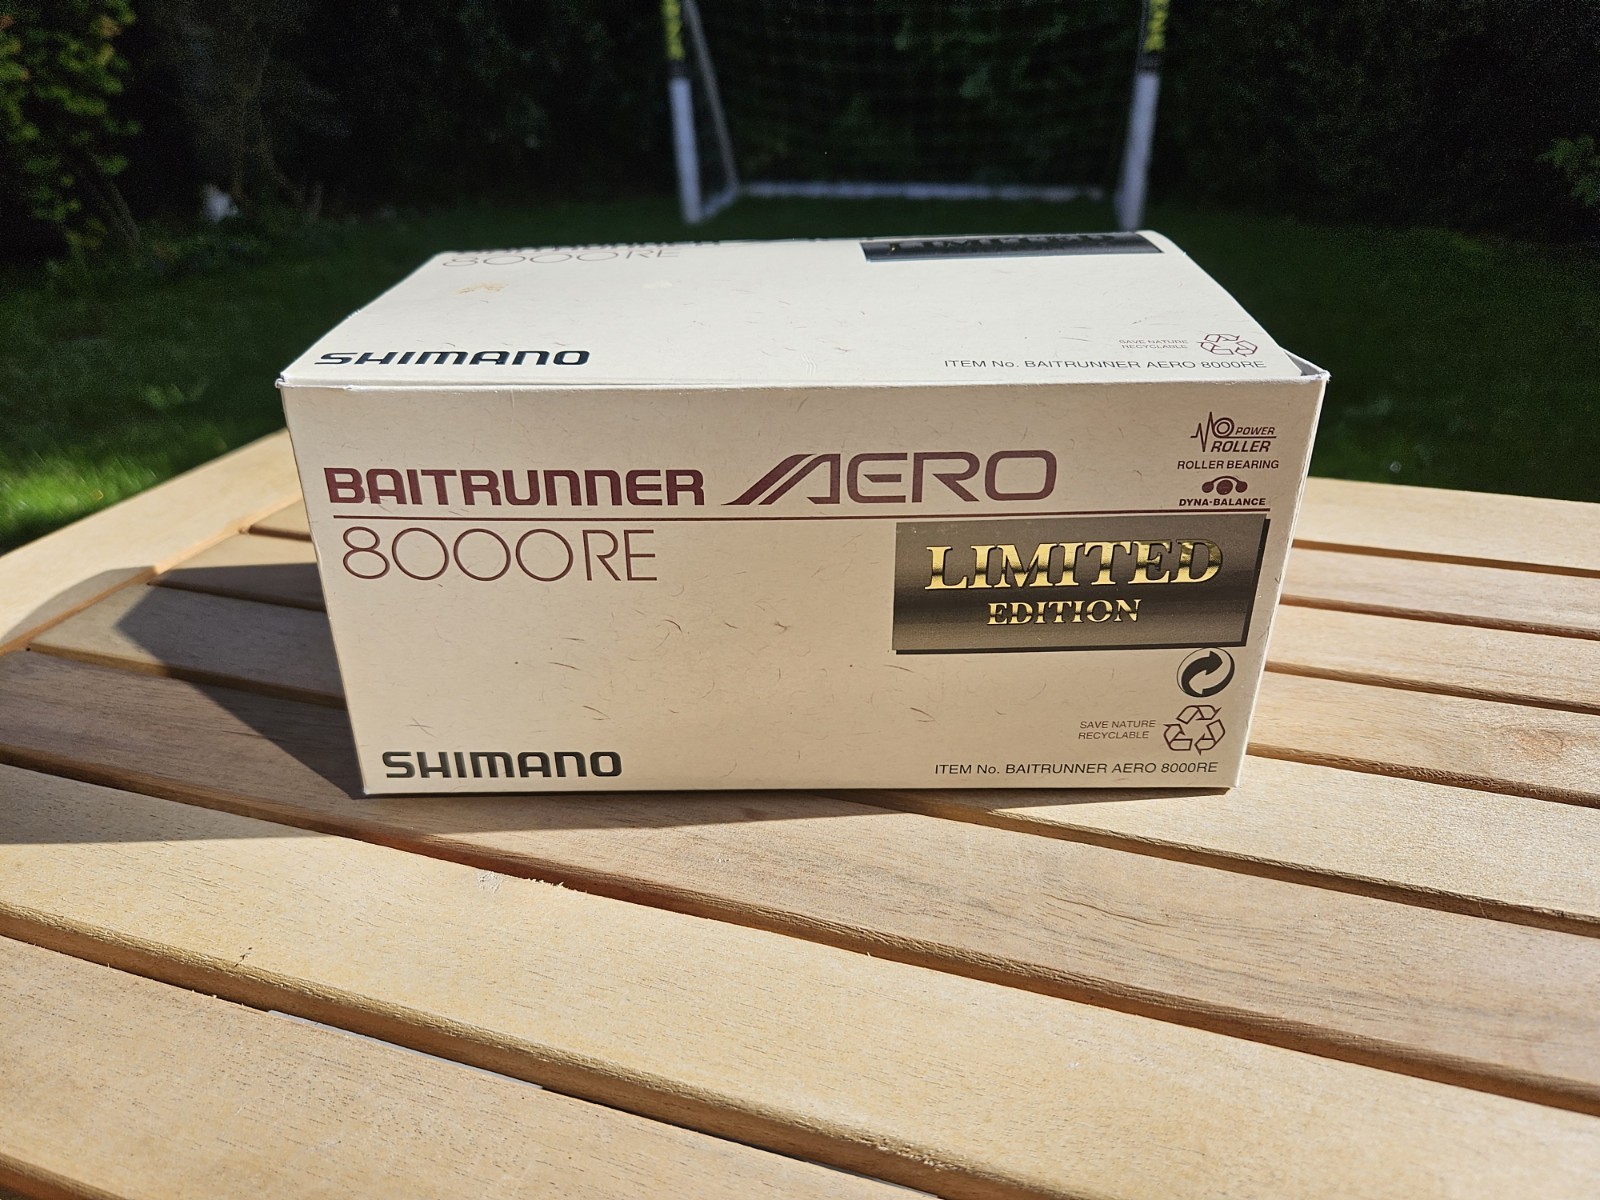 8000RE
LIMITED
SHIMANO
SAVE NATURE
RECYCLABLE
ITEM No. BAITRUNNER AERO 8000RE
POWER
ROLLER
ROLLER BEARING
DYNA-BALANCE
BAITRUNNER AERO
8000RE
LIMITED
EDITION
SAVE NATURE
RECYCLABLE
SHIMANO
ITEM No. BAITRUNNER AERO 8000RE